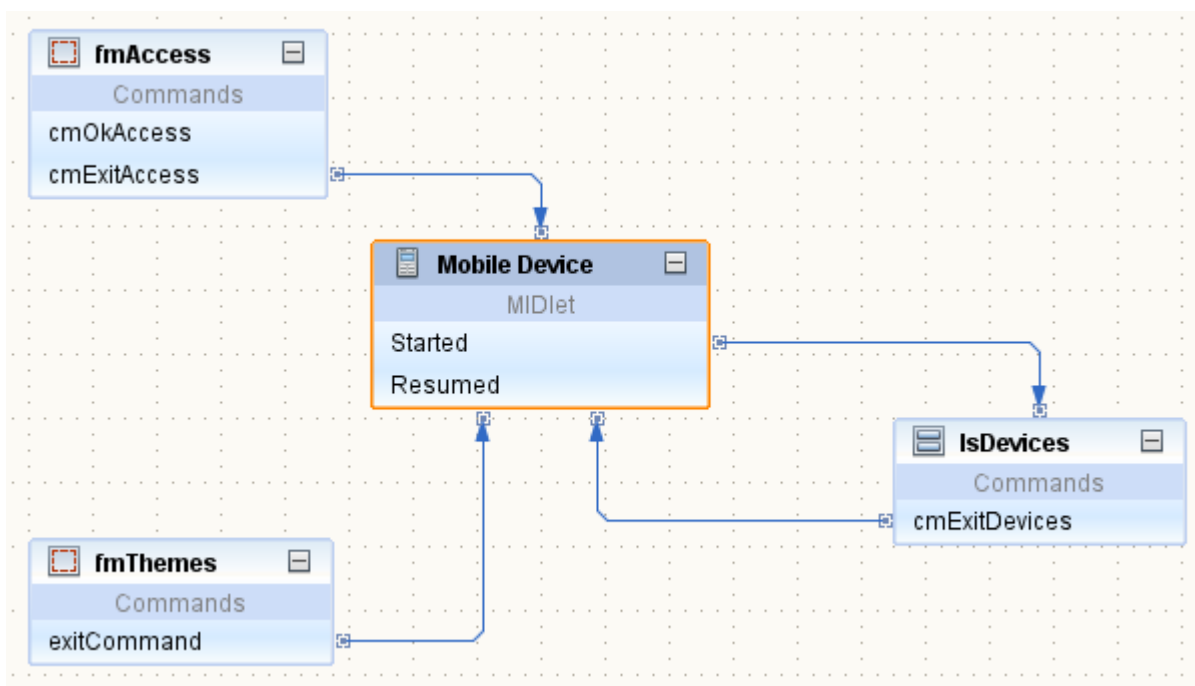 fmAccess
Commands
cmOkAccess
cmExitAccess
Mobile Device
MIDlet
Started
Resumed
lsDevices
Commands
cmExitDevices
fmThemes
Commands
exitCommand